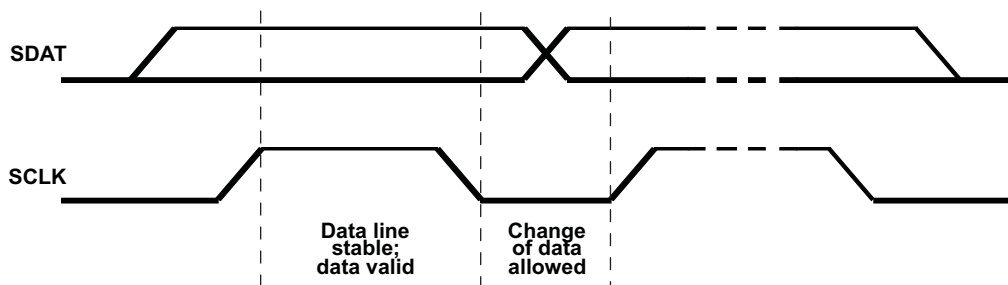 SDAT
SCLK
Data line
stable;
data valid
Change
of data
allowed